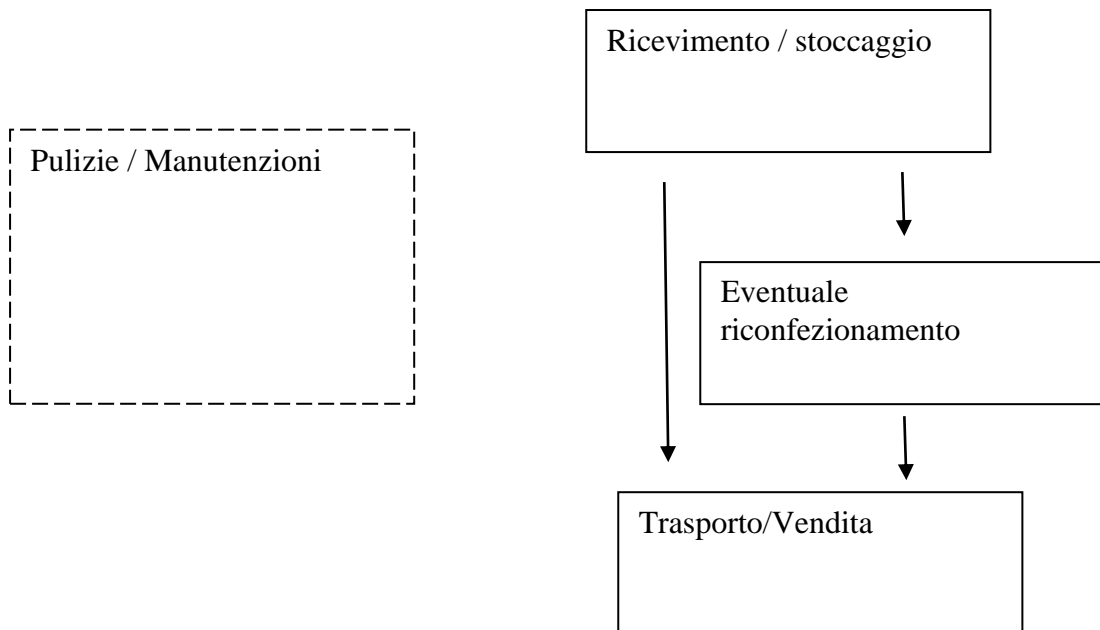 Ricevimento / stoccaggio
Pulizie / Manutenzioni
Eventuale
riconfezionamento
Trasporto/Vendita